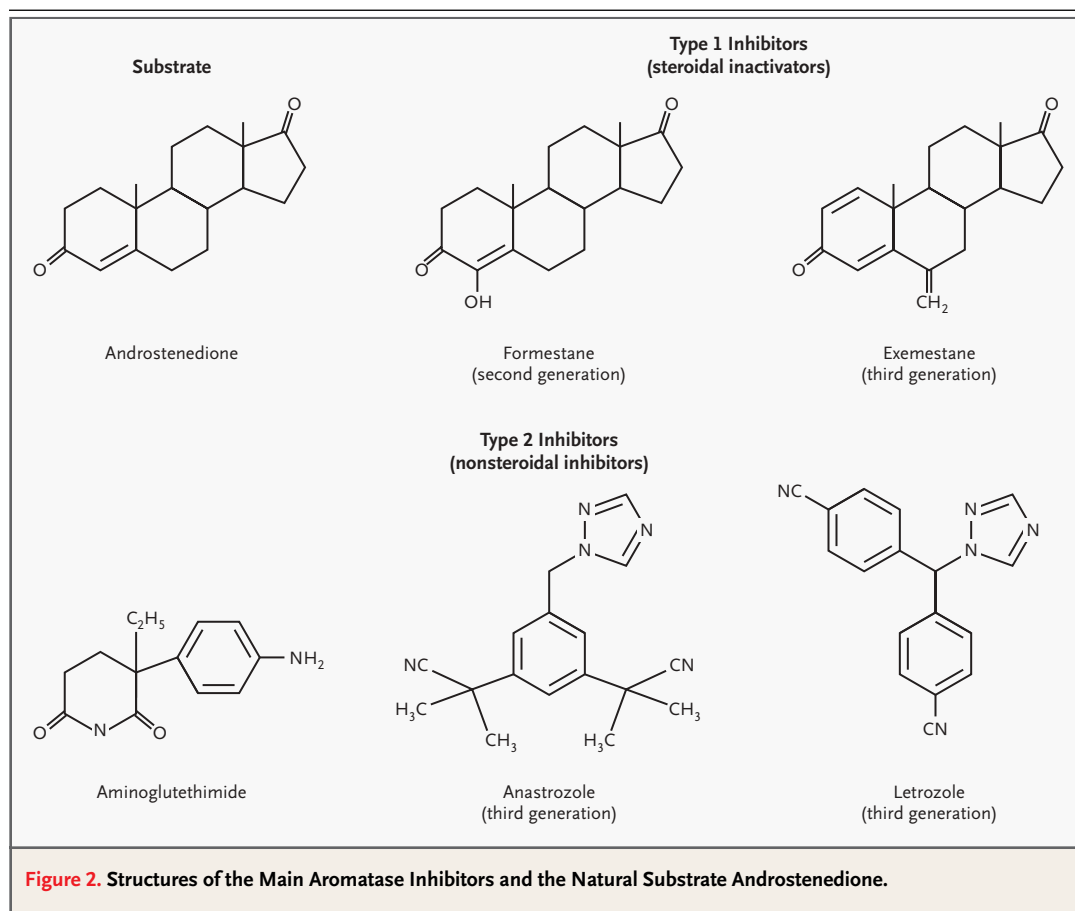 Substrate
Type 1 Inhibitors
(steroidal inactivators)
O
O
Androstenedione
O
O
OH
Formestane
(second generation)
O
O
CH₂
Exemestane
(third generation)
Type 2 Inhibitors
(nonsteroidal inhibitors)
C₂H₅
NH₂
O
N
O
Aminoglutethimide
N
N
N
NC
CN
H₃C
CH₃
CH₃
H₃C
Anastrozole
(third generation)
NC
N
N
N
CN
Letrozole
(third generation)
Figure 2. Structures of the Main Aromatase Inhibitors and the Natural Substrate Androstenedione.